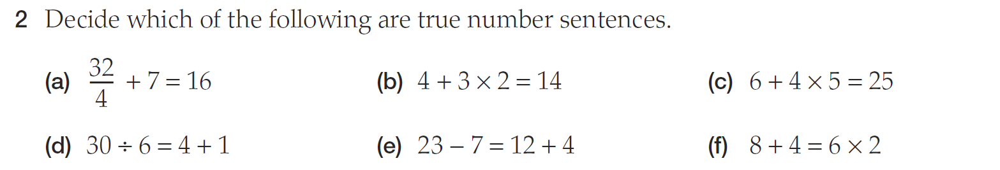 2 Decide which of the following are true number sentences.
(a) 32/4 + 7 = 16 (b) 4 + 3 × 2 = 14 (c) 6 + 4 × 5 = 25
(d) 30 ÷ 6 = 4 + 1 (e) 23 – 7 = 12 + 4 (f) 8 + 4 = 6 × 2